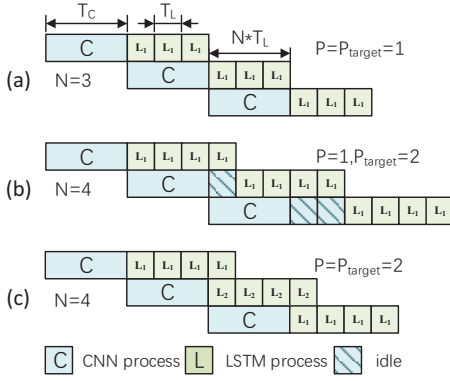 T_C T_L N*T_L
C L₁ L₁ L₁ P=P_target=1
(a) C L₁ L₁ L₁
N=3 C L₁ L₁ L₁
C L₁ L₁ L₁ L₁ P=1,P_target=2
(b) C L₁ L₁ L₁ L₁
N=4 C L₁ L₁ L₁ L₁
C L₁ L₁ L₁ L₁ P=P_target=2
(c) C L₂ L₂ L₂ L₂
N=4 C L₁ L₁ L₁ L₁
C CNN process L LSTM process idle